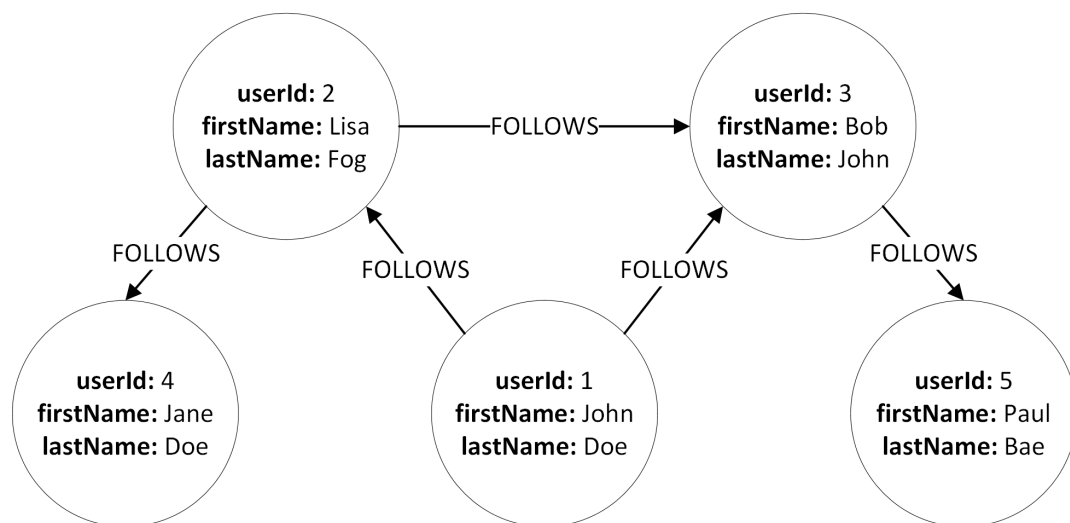 userId: 2
firstName: Lisa
lastName: Fog
FOLLOWS
userId: 3
firstName: Bob
lastName: John
FOLLOWS
FOLLOWS
FOLLOWS
FOLLOWS
userId: 4
firstName: Jane
lastName: Doe
userId: 1
firstName: John
lastName: Doe
userId: 5
firstName: Paul
lastName: Bae